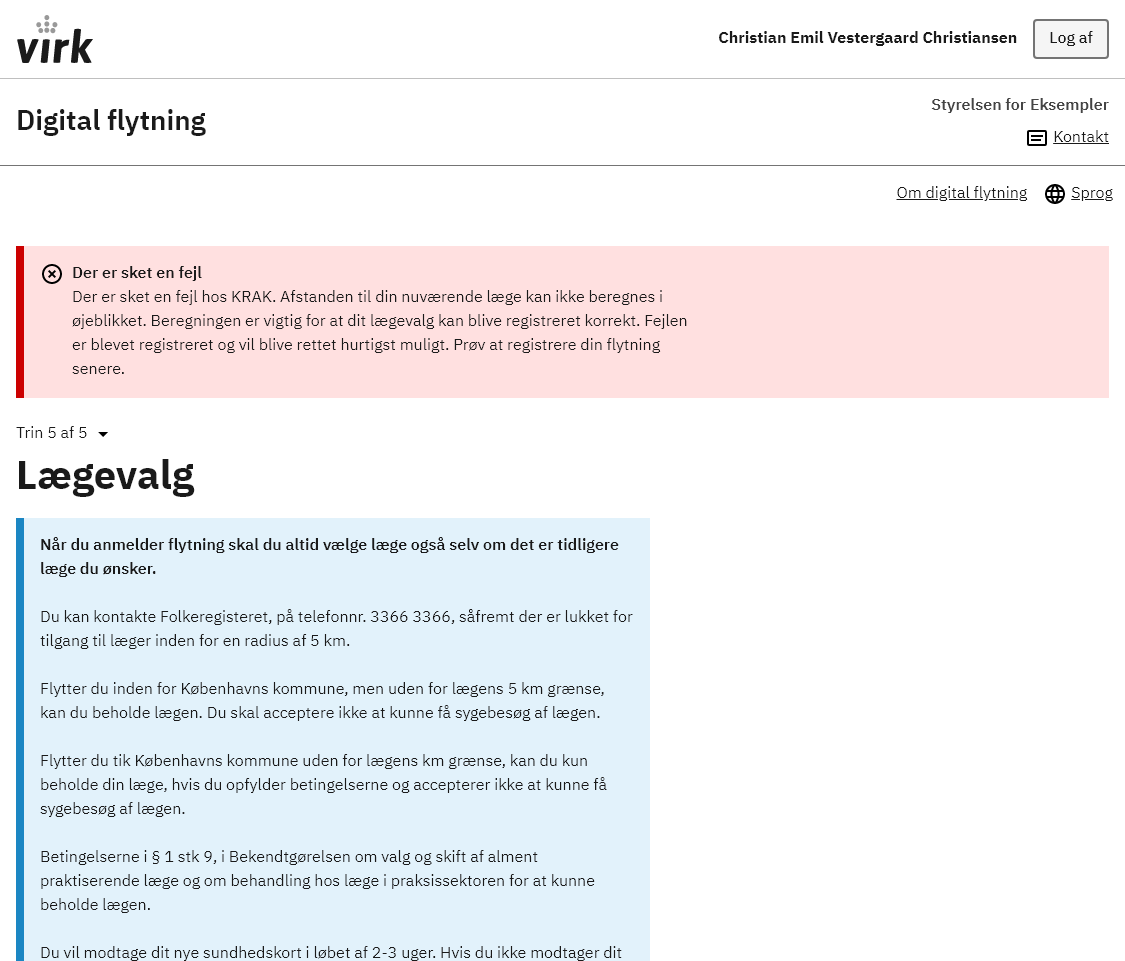 virk
Christian Emil Vestergaard Christiansen
Log af
Digital flytning
Styrelsen for Eksempler
Kontakt
Om digital flytning
Sprog
Der er sket en fejl
Der er sket en fejl hos KRAK. Afstanden til din nuværende læge kan ikke beregnes i
øjeblikket. Beregningen er vigtig for at dit lægevalg kan blive registreret korrekt. Fejlen
er blevet registreret og vil blive rettet hurtigst muligt. Prøv at registrere din flytning
senere.
Trin 5 af 5
Lægevalg
Når du anmelder flytning skal du altid vælge læge også selv om det er tidligere
læge du ønsker.
Du kan kontakte Folkeregisteret, på telefonnr. 3366 3366, såfremt der er lukket for
tilgang til læger inden for en radius af 5 km.
Flytter du inden for Københavns kommune, men uden for lægens 5 km grænse,
kan du beholde lægen. Du skal acceptere ikke at kunne få sygebesøg af lægen.
Flytter du tik Københavns kommune uden for lægens km grænse, kan du kun
beholde din læge, hvis du opfylder betingelserne og accepterer ikke at kunne få
sygebesøg af lægen.
Betingelserne i § 1 stk 9, i Bekendtgørelsen om valg og skift af alment
praktiserende læge og om behandling hos læge i praksissektoren for at kunne
beholde lægen.
Du vil modtage dit nye sundhedskort i løbet af 2-3 uger. Hvis du ikke modtager dit